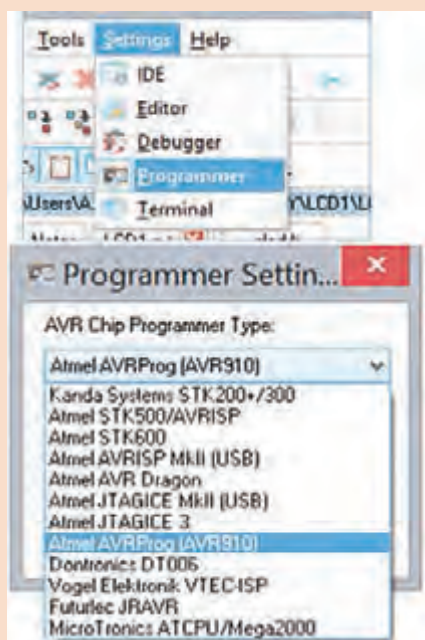 Tools Settings Help
IDE
Editor
Debugger
Programmer
Terminal
\LCD1\
Programmer Settin...
AVR Chip Programmer Type:
Atmel AVRProg (AVR910)
Kanda Systems STK200+/300
Atmel STK500/AVRISP
Atmel STK600
Atmel AVRISP MkII (USB)
Atmel AVR Dragon
Atmel JTAGICE MkII (USB)
Atmel JTAGICE 3
Atmel AVRProg (AVR910)
Dontronics DT006
Vogel Elektronik VTEC-ISP
Futurlec JRAVR
MicroTronics ATCPU/Mega2000